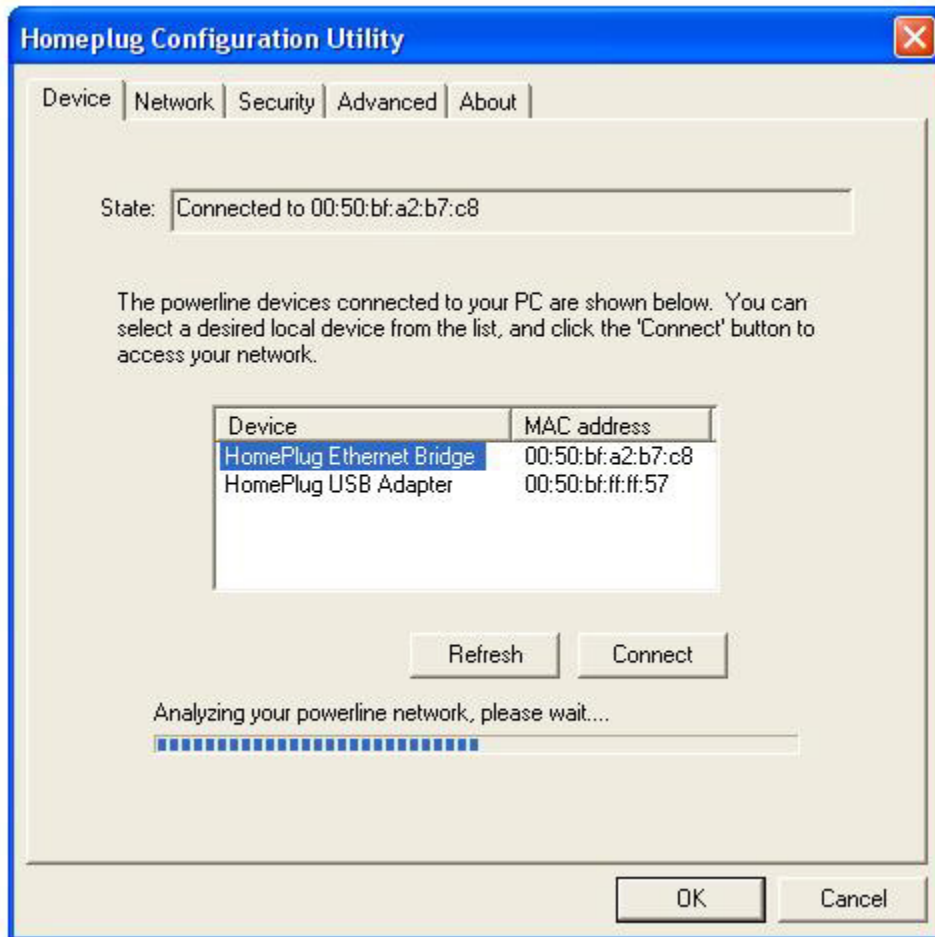 Homeplug Configuration Utility
Device Network Security Advanced About
State: Connected to 00:50:bf:a2:b7:c8
The powerline devices connected to your PC are shown below. You can
select a desired local device from the list, and click the 'Connect' button to
access your network.
Device MAC address
HomePlug Ethernet Bridge 00:50:bf:a2:b7:c8
HomePlug USB Adapter 00:50:bf:ff:ff:57
Refresh Connect
Analyzing your powerline network, please wait....
OK Cancel